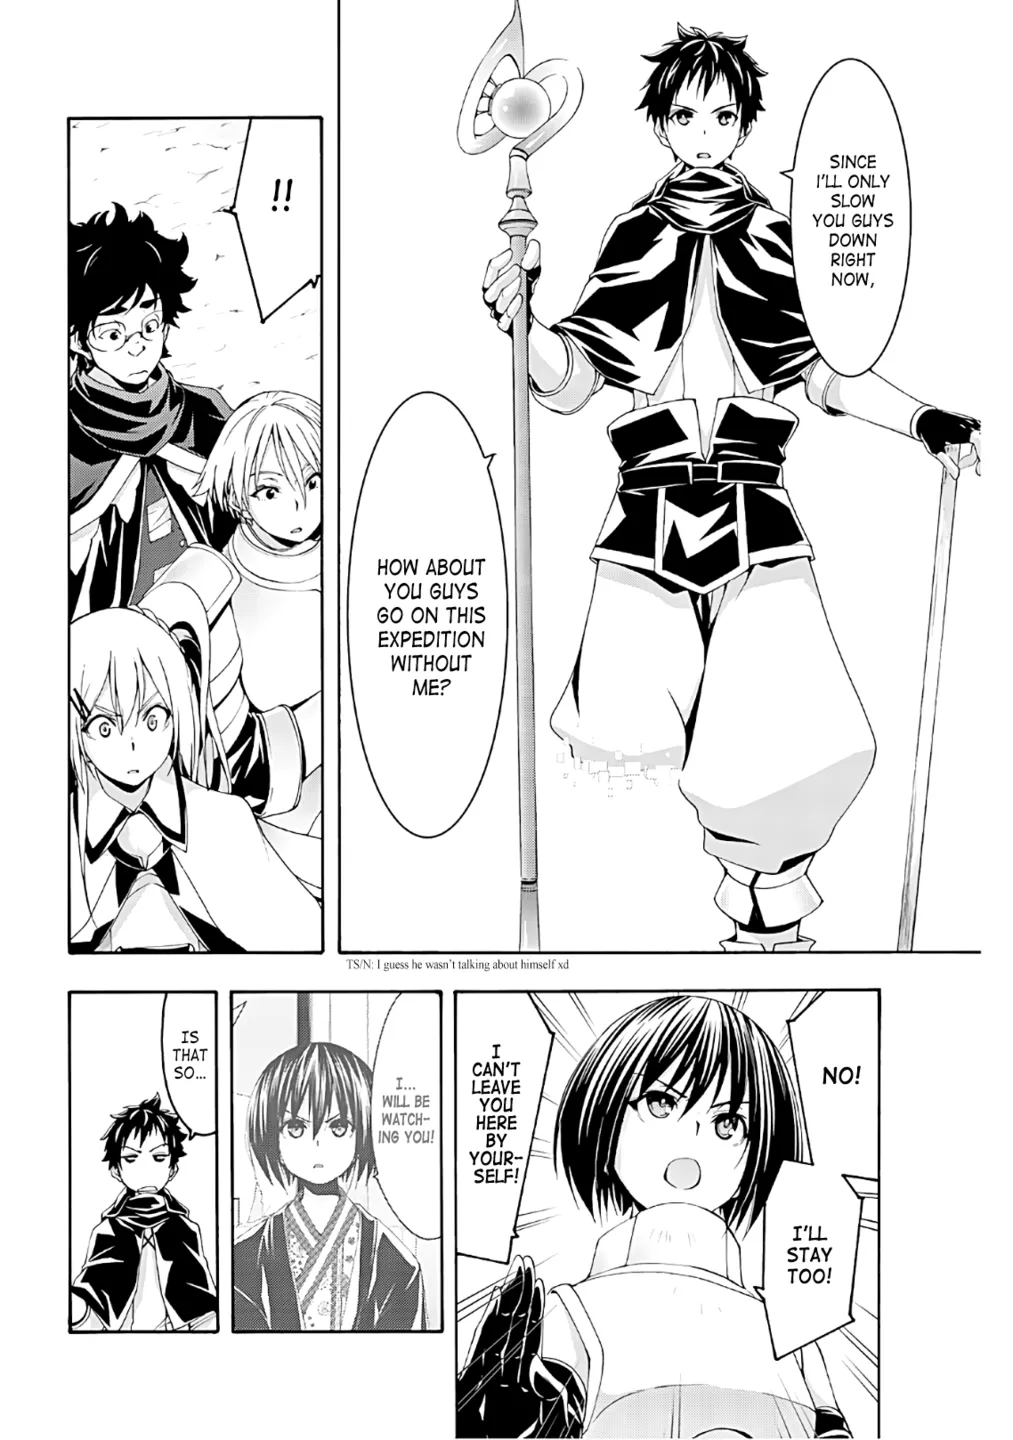 SINCE
I'LL ONLY
SLOW
YOU GUYS
DOWN
RIGHT
NOW,
HOW ABOUT
YOU GUYS
GO ON THIS
EXPEDITION
WITHOUT
ME?
!!
TS/N: I guess he wasn't talking about himself xd
NO!
I'LL
STAY
TOO!
I
CAN'T
LEAVE
YOU
HERE
BY
YOUR-
SELF!
I...
WILL BE
WATCH-
ING YOU!
IS
THAT
SO...